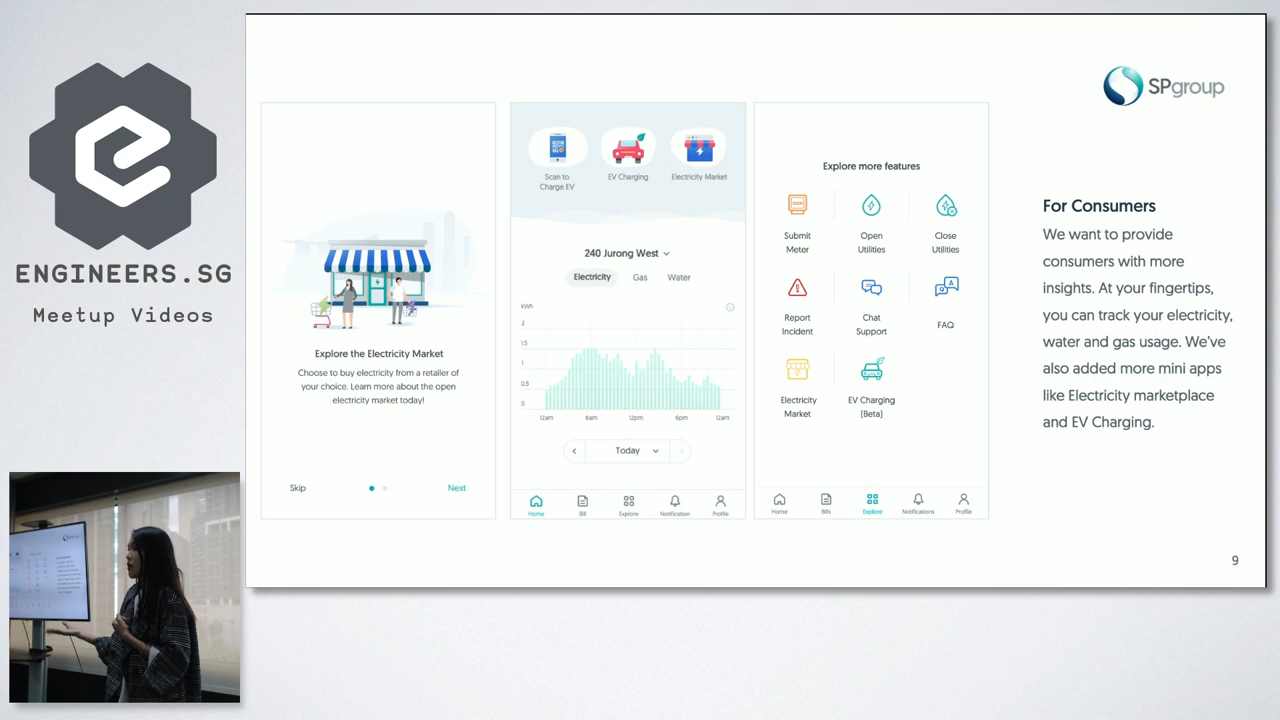 ENGINEERS.SG
Meetup Videos
SPgroup
Explore the Electricity Market
Choose to buy electricity from a retailer of
your choice. Learn more about the open
electricity market today!
Skip
Next
Scan to
Charge EV
EV Charging
Electricity Market
240 Jurong West
Electricity
Gas
Water
kWh
2
1.5
1
0.5
0
12am
6am
12pm
6pm
12am
Today
Home
Bill
Explore
Notification
Profile
Explore more features
Submit
Meter
Open
Utilities
Close
Utilities
Report
Incident
Chat
Support
FAQ
Electricity
Market
EV Charging
(Beta)
Home
Bills
Explore
Notifications
Profile
For Consumers
We want to provide
consumers with more
insights. At your fingertips,
you can track your electricity,
water and gas usage. We've
also added more mini apps
like Electricity marketplace
and EV Charging.
9